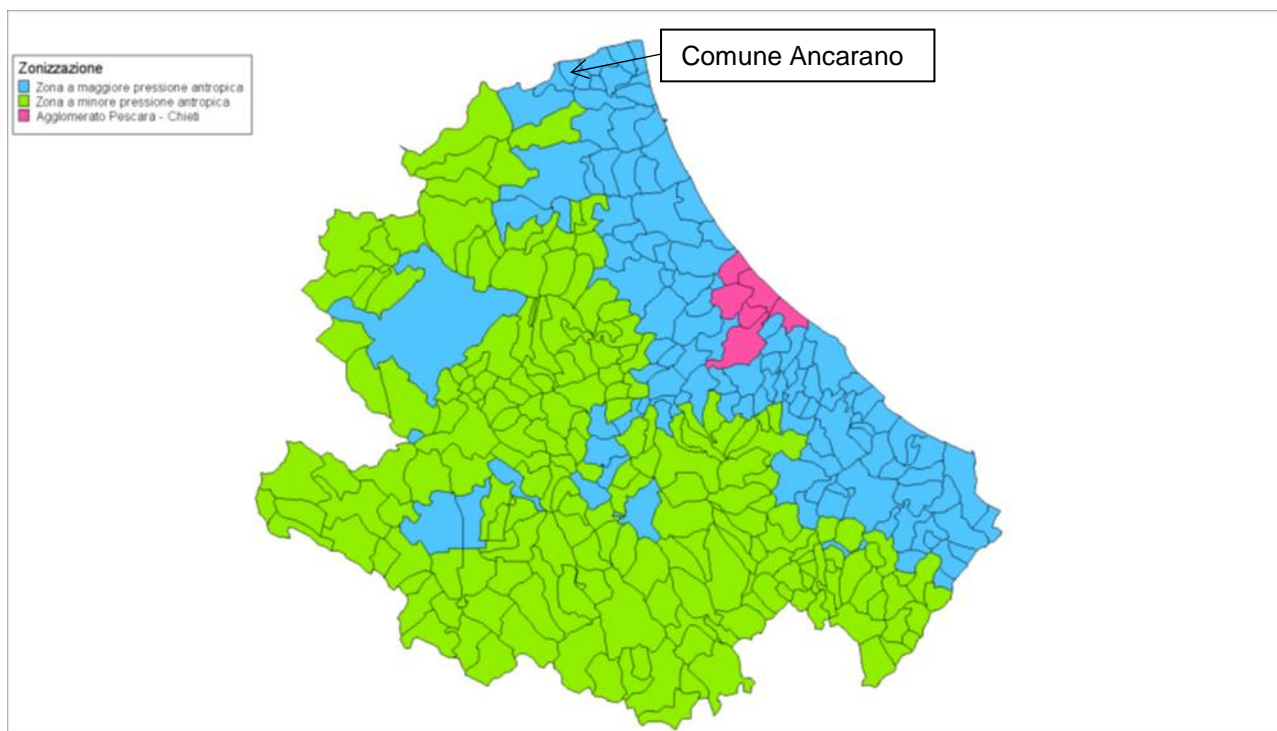 Comune Ancarano
Zonizzazione
Zona a maggiore pressione antropica
Zona a minore pressione antropica
Agglomerato Pescara - Chieti